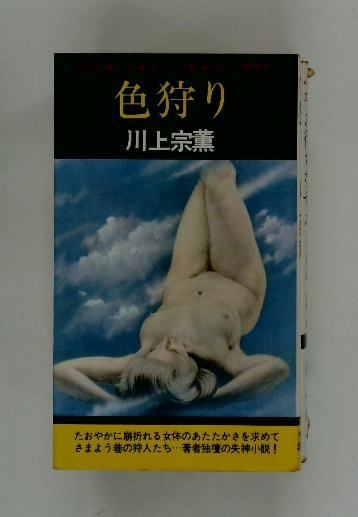 色狩り
川上宗薫
たおやかに崩折れる女体のあたたかさを求めて
さまよう巷の狩人たち…著者独壇の失神小説！